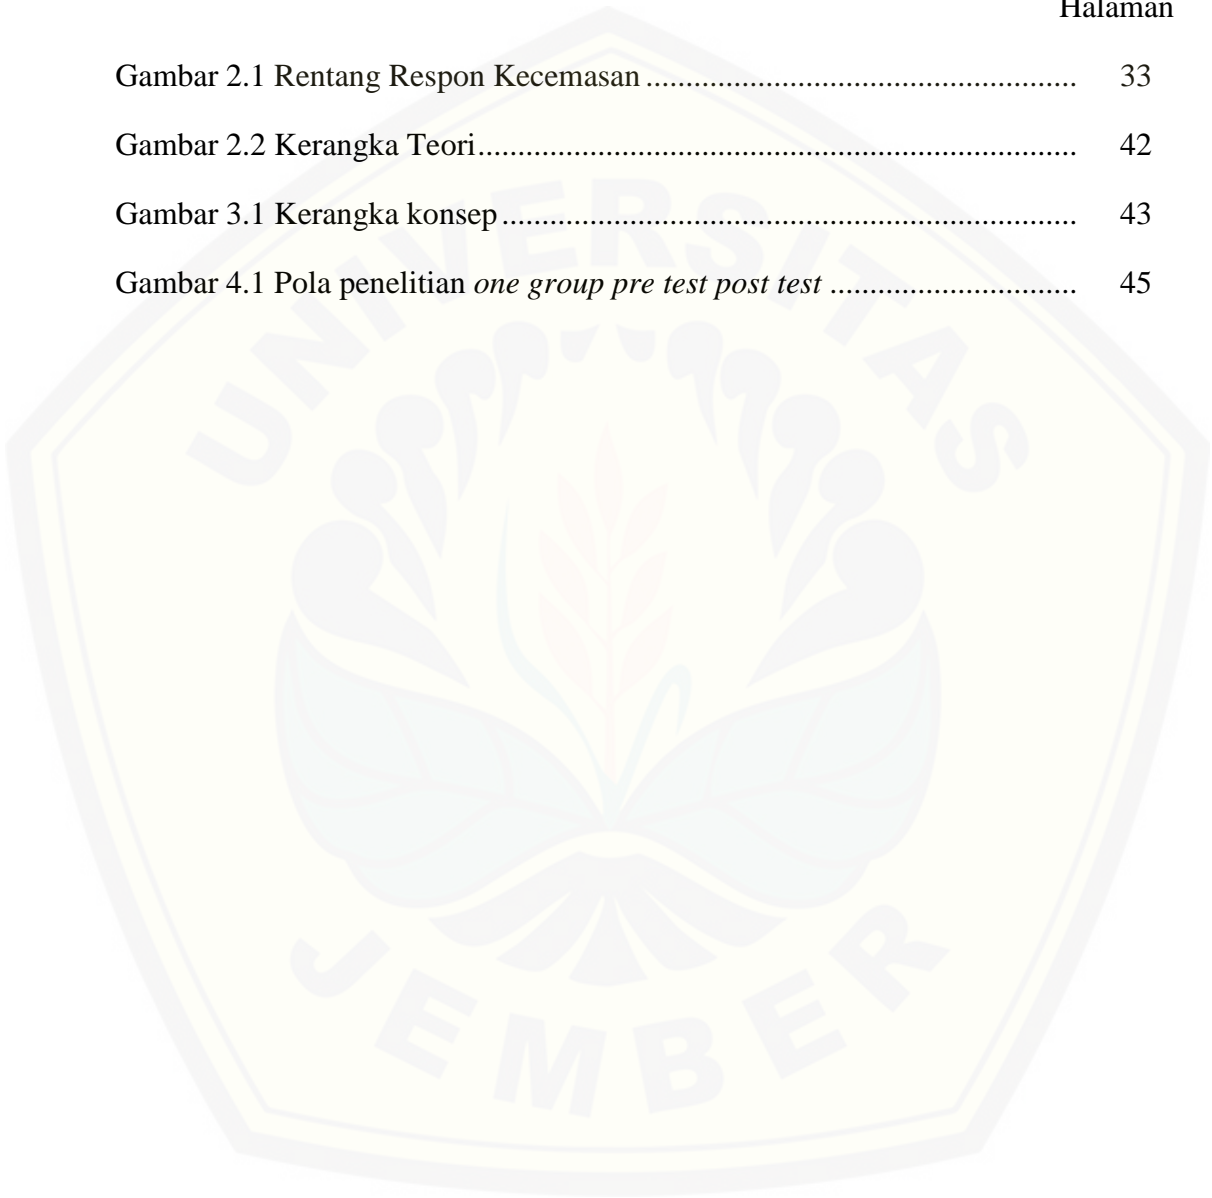 Halaman
Gambar 2.1 Rentang Respon Kecemasan ...................................................... 33
Gambar 2.2 Kerangka Teori........................................................................... 42
Gambar 3.1 Kerangka konsep ........................................................................ 43
Gambar 4.1 Pola penelitian one group pre test post test ............................... 45
UNIVERSITAS
JEMBER